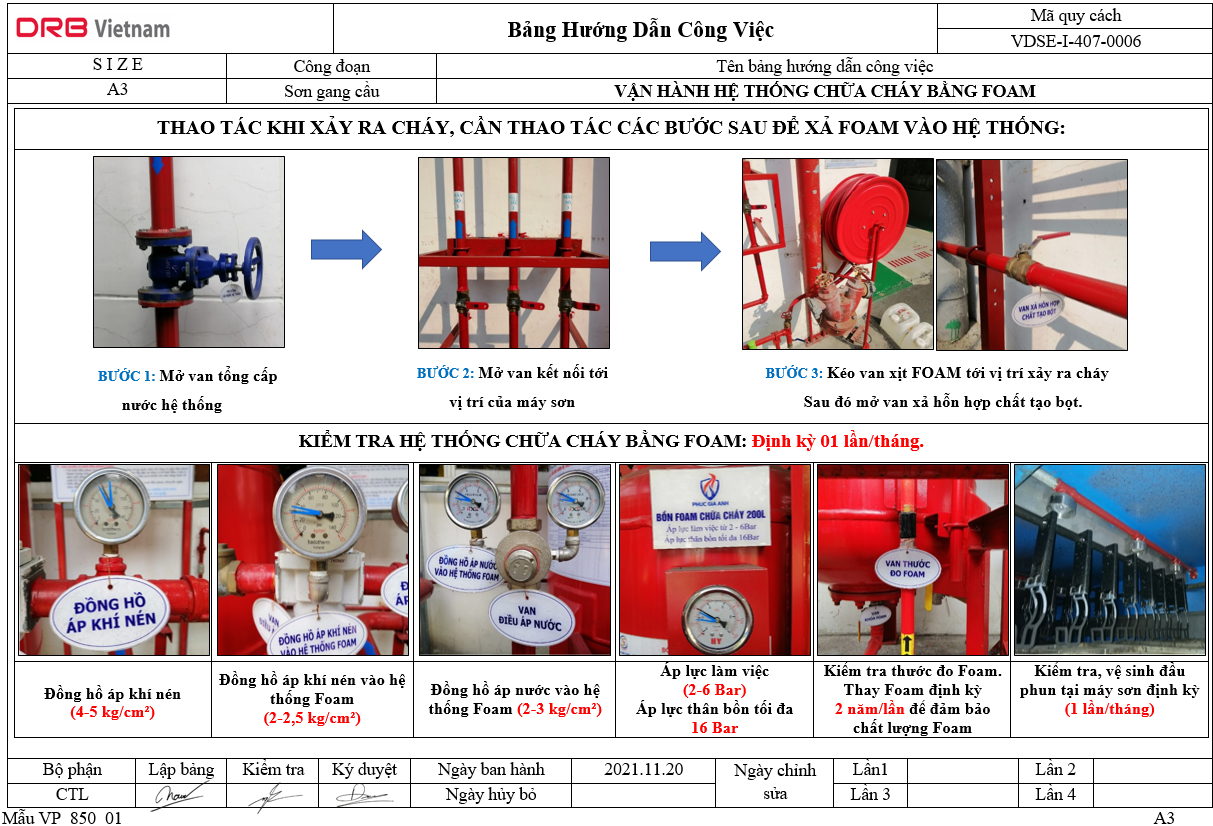 DRB Vietnam
Bảng Hướng Dẫn Công Việc
Mã quy cách
VDSE-I-407-0006
S I Z E
Công đoạn
Tên bảng hướng dẫn công việc
A3
Sơn gang cầu
VẬN HÀNH HỆ THỐNG CHỮA CHÁY BẰNG FOAM
THAO TÁC KHI XẢY RA CHÁY, CẦN THAO TÁC CÁC BƯỚC SAU ĐỂ XẢ FOAM VÀO HỆ THỐNG:
VAN XẢ HỖN HỢP
CHẤT TẠO BỌT
BƯỚC 1: Mở van tổng cấp
nước hệ thống
BƯỚC 2: Mở van kết nối tới
vị trí của máy sơn
BƯỚC 3: Kéo van xịt FOAM tới vị trí xảy ra cháy
Sau đó mở van xả hỗn hợp chất tạo bọt.
KIỂM TRA HỆ THỐNG CHỮA CHÁY BẰNG FOAM: Định kỳ 01 lần/tháng.
ĐỒNG HỒ
ÁP KHÍ NÉN
VAN
ĐỒNG HỒ ÁP KHÍ NÉN
VÀO HỆ THỐNG FOAM
ĐỒNG HỒ ÁP NƯỚC
VÀO HỆ THỐNG FOAM
VAN
ĐIỀU ÁP NƯỚC
PHUC GIA ANH
BỒN FOAM CHỮA CHÁY 200L
Áp lực làm việc từ 2 - 6Bar
Áp lực thân bồn tối đa 16Bar
HY
VAN THƯỚC
ĐO FOAM
Đồng hồ áp khí nén
(4-5 kg/cm²)
Đồng hồ áp khí nén vào hệ
thống Foam
(2-2,5 kg/cm²)
Đồng hồ áp nước vào hệ
thống Foam (2-3 kg/cm²)
Áp lực làm việc
(2-6 Bar)
Áp lực thân bồn tối đa
16 Bar
Kiểm tra thước đo Foam.
Thay Foam định kỳ
2 năm/lần để đảm bảo
chất lượng Foam
Kiểm tra, vệ sinh đầu
phun tại máy sơn định kỳ
(1 lần/tháng)
Bộ phận
Lập bảng
Kiểm tra
Ký duyệt
Ngày ban hành
2021.11.20
Ngày chỉnh
sửa
Lần1
Lần 2
CTL
Ngày hủy bỏ
Lần 3
Lần 4
Mẫu VP_850_01
A3